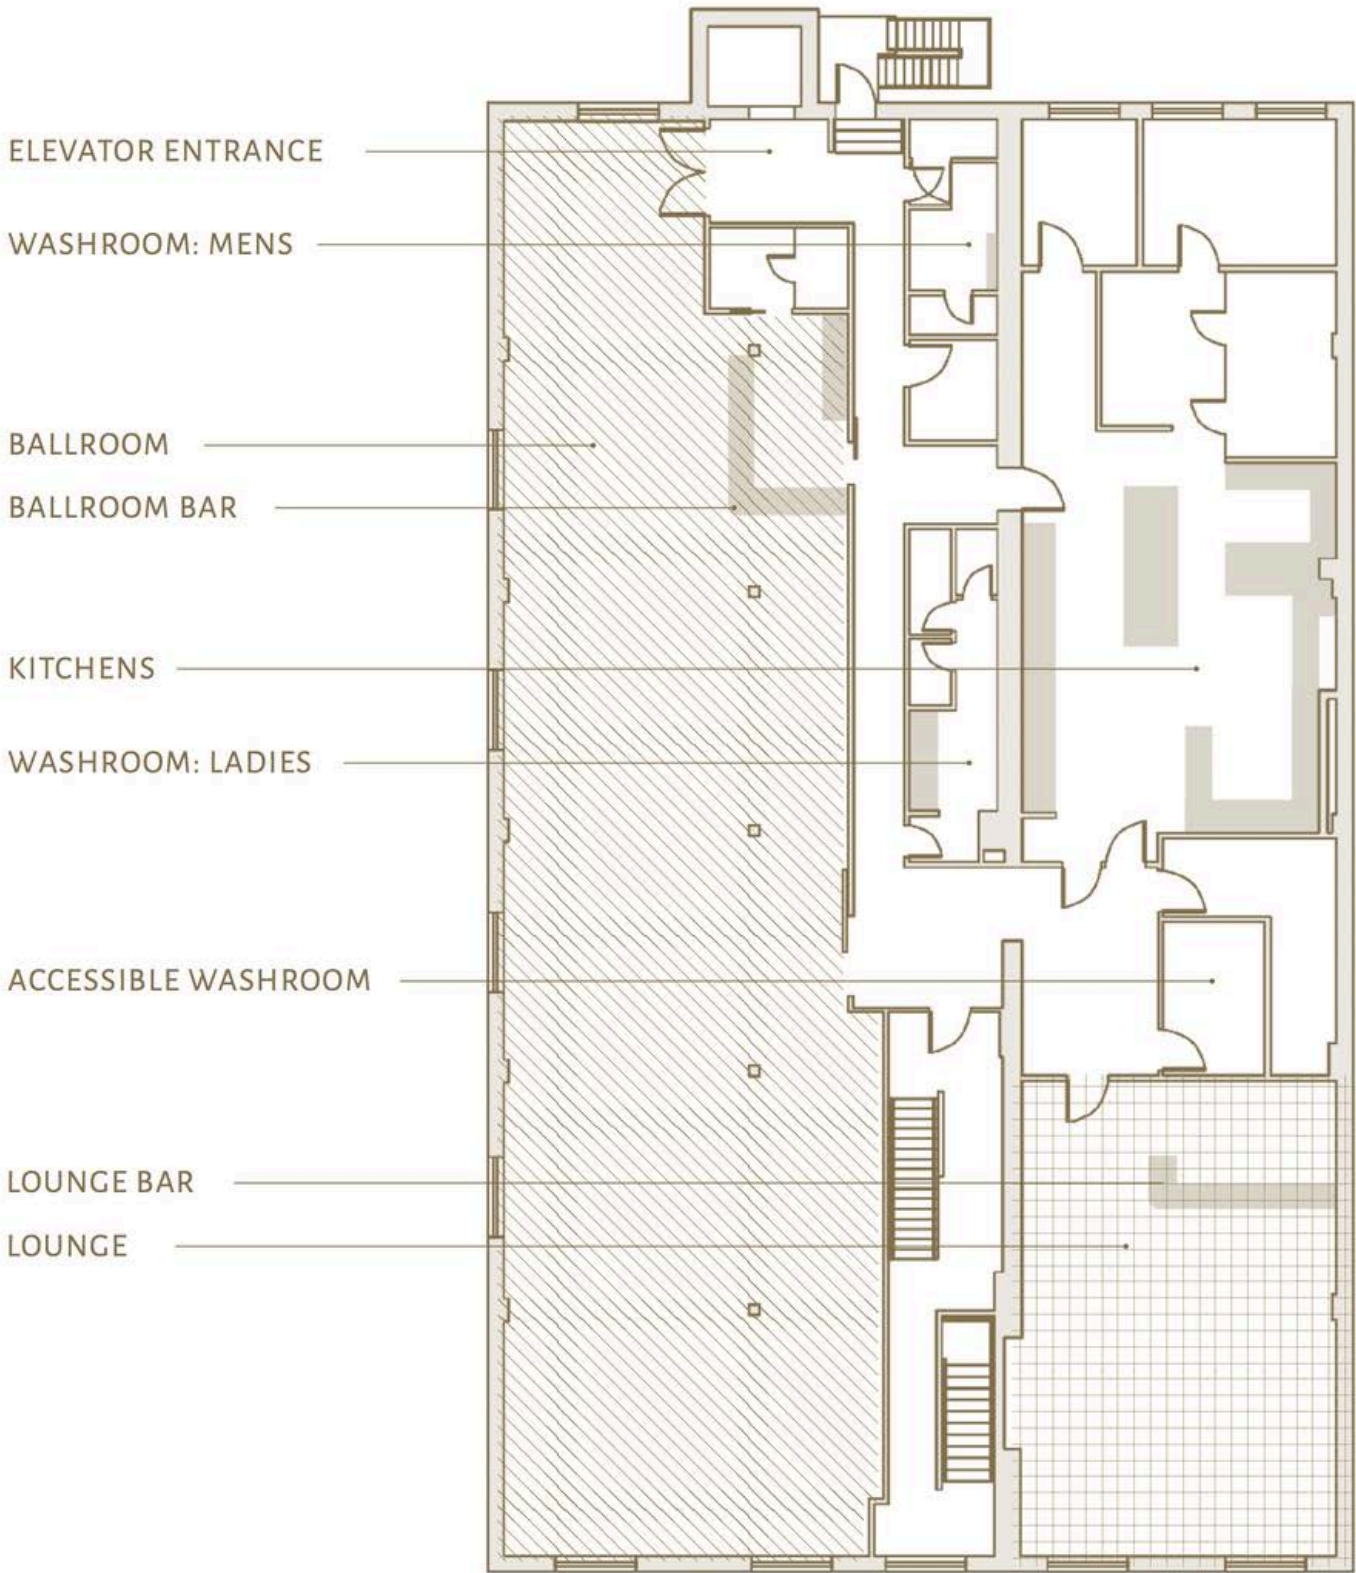 ELEVATOR ENTRANCE
WASHROOM: MENS
BALLROOM
BALLROOM BAR
KITCHENS
WASHROOM: LADIES
ACCESSIBLE WASHROOM
LOUNGE BAR
LOUNGE